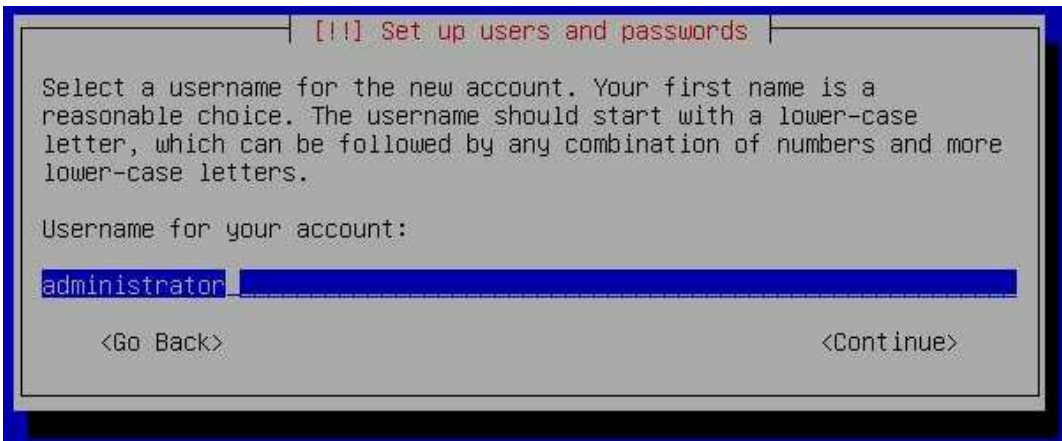 [!!] Set up users and passwords
Select a username for the new account. Your first name is a
reasonable choice. The username should start with a lower-case
letter, which can be followed by any combination of numbers and more
lower-case letters.
Username for your account:
administrator
<Go Back> <Continue>